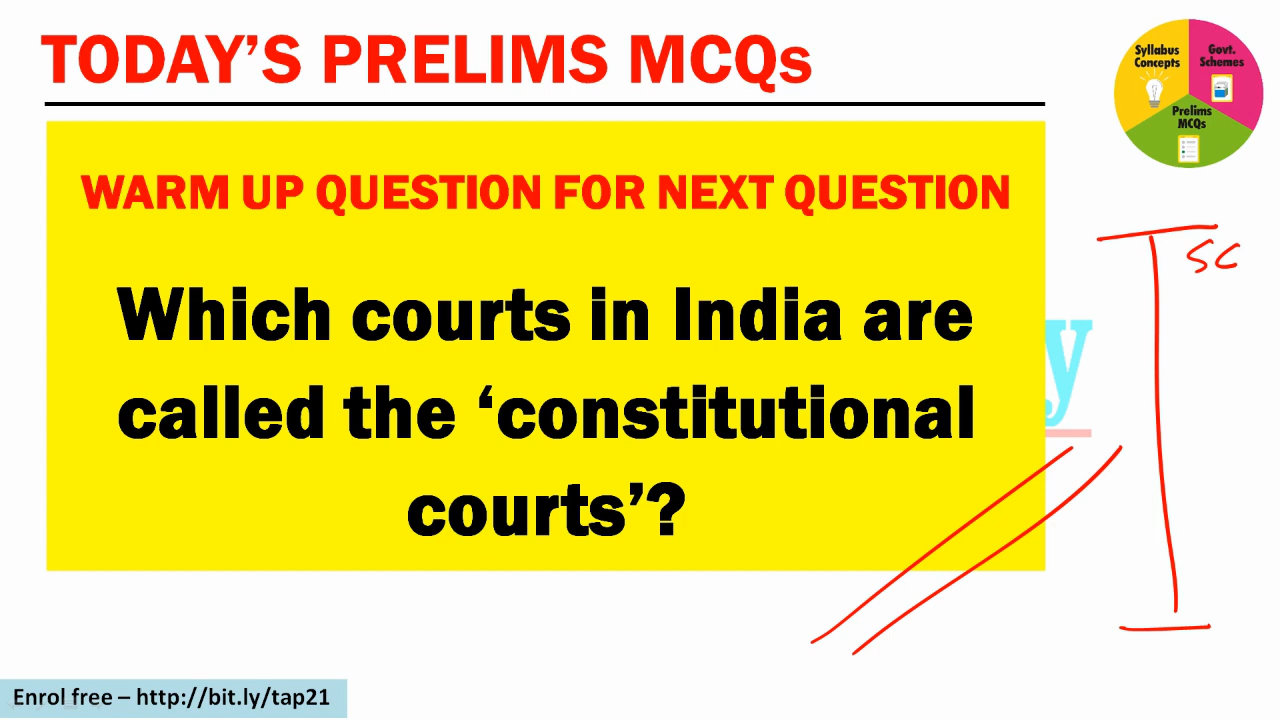 TODAY’S PRELIMS MCQs
Syllabus
Concepts
Govt.
Schemes
Prelims
MCQs
WARM UP QUESTION FOR NEXT QUESTION
SC
Which courts in India are
called the ‘constitutional
courts’?
y
Enrol free – http://bit.ly/tap21